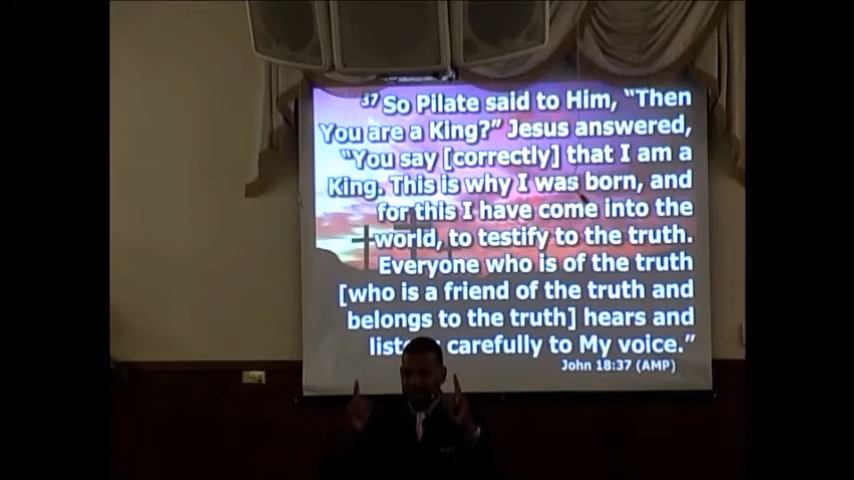 37 So Pilate said to Him, "Then
You are a King?" Jesus answered,
"You say [correctly] that I am a
King. This is why I was born, and
for this I have come into the
world, to testify to the truth.
Everyone who is of the truth
[who is a friend of the truth and
belongs to the truth] hears and
carefully to My voice."
John 18:37 (AMP)